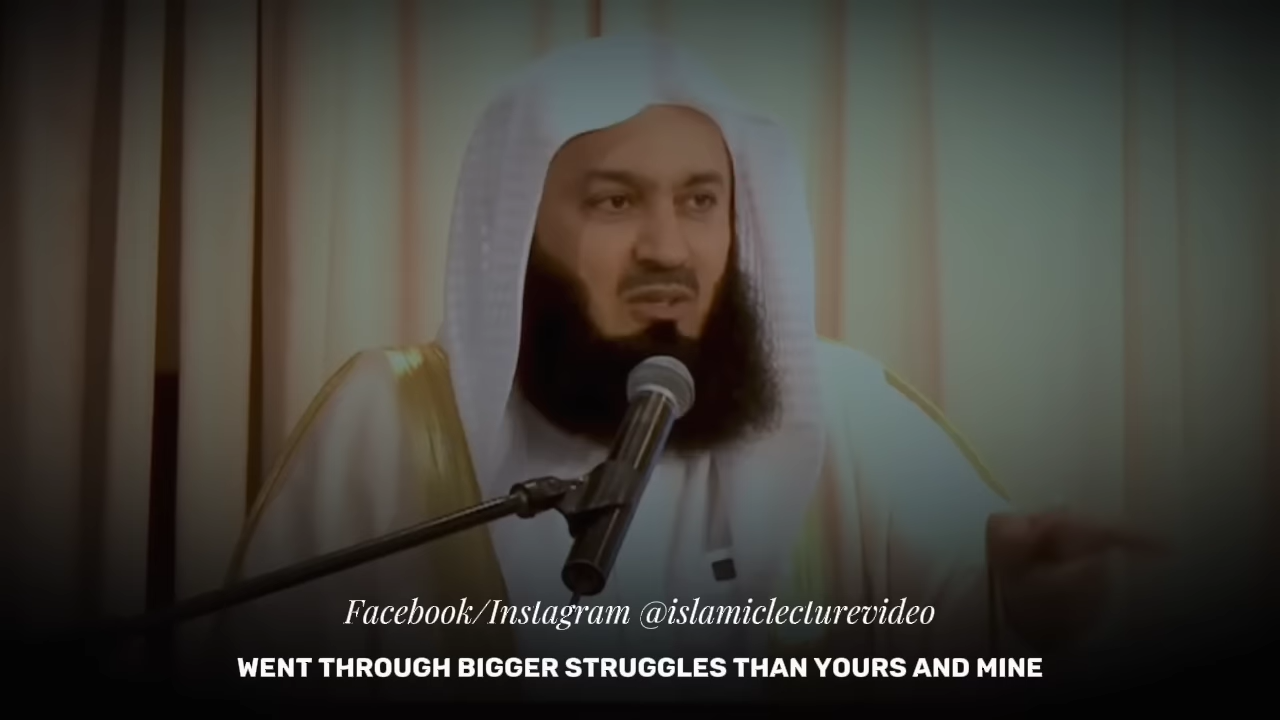 Facebook/Instagram @islamiclecturevideo
WENT THROUGH BIGGER STRUGGLES THAN YOURS AND MINE